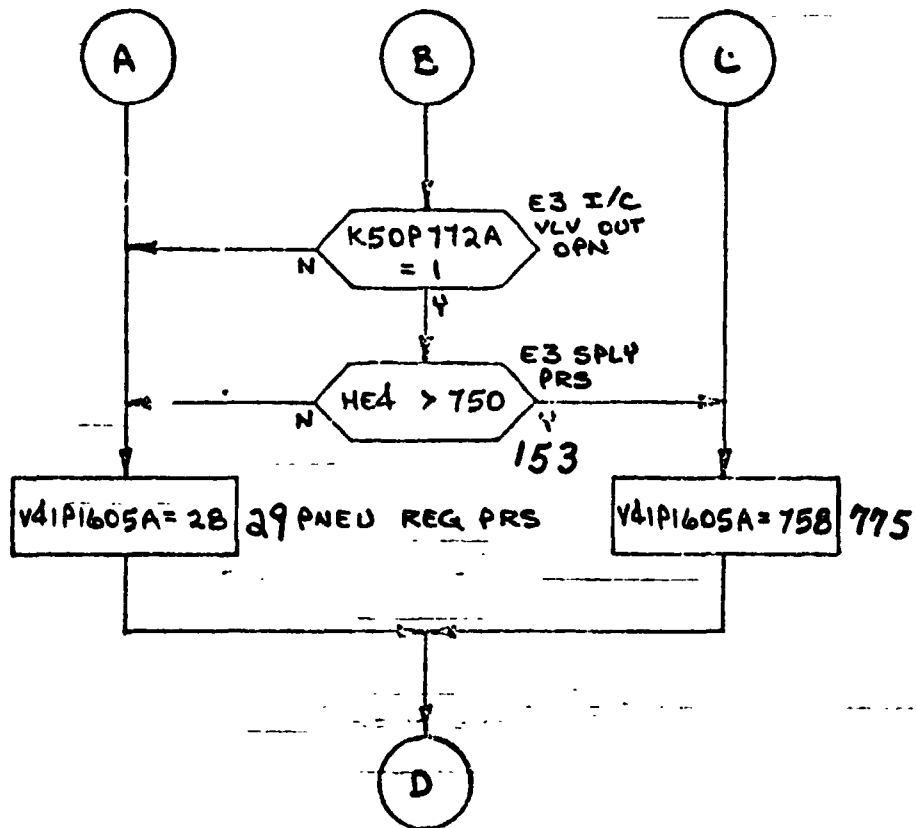 A
B
C
E3 I/C
VLV OUT
OPN
K50P772A
= 1
N
Y
E3 SPLY
PRS
HE4 > 750
N
Y
153
V41P1605A = 28
29 PNEU REG PRS
V41P1605A = 758
775
D